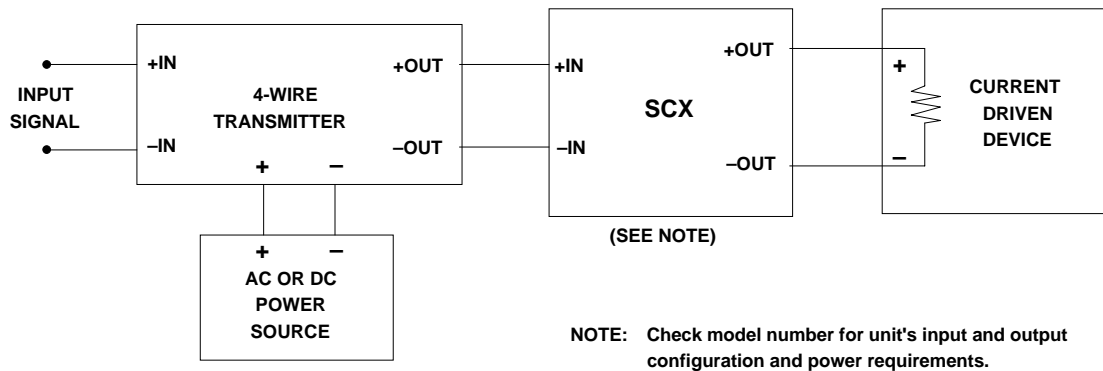 INPUT
SIGNAL
+IN
–IN
4-WIRE
TRANSMITTER
+OUT
–OUT
+ –
+ –
AC OR DC
POWER
SOURCE
+IN
–IN
SCX
+OUT
–OUT
(SEE NOTE)
+
–
CURRENT
DRIVEN
DEVICE
NOTE: Check model number for unit's input and output
configuration and power requirements.